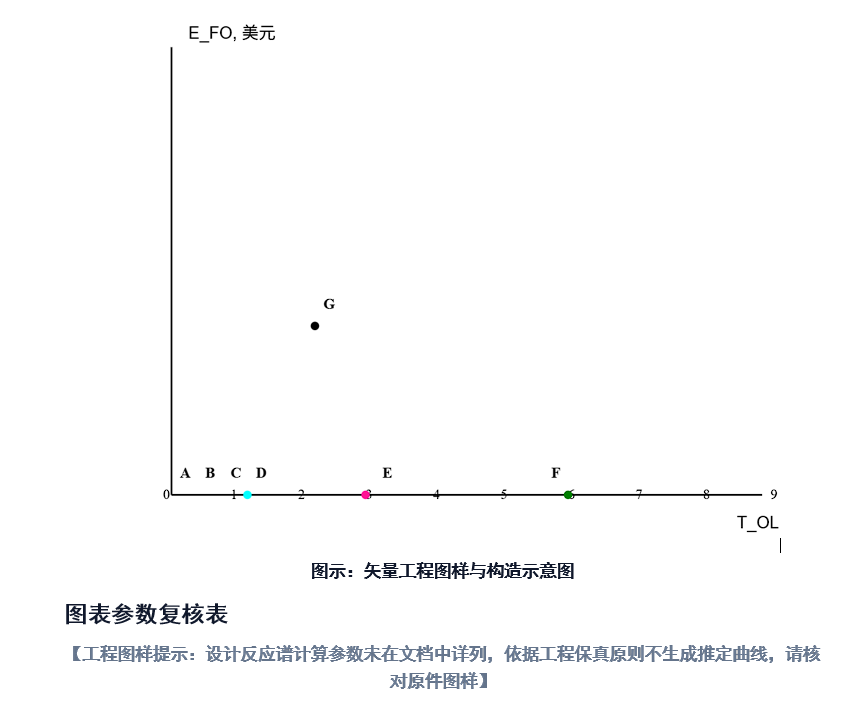 E_FO, 美元
G
A B C D E F
0 1 2 3 4 5 6 7 8 9
T_OL
图示：矢量工程图样与构造示意图
图表参数复核表
【工程图样提示：设计反应谱计算参数未在文档中详列，依据工程保真原则不生成推定曲线，请核
对原件图样】